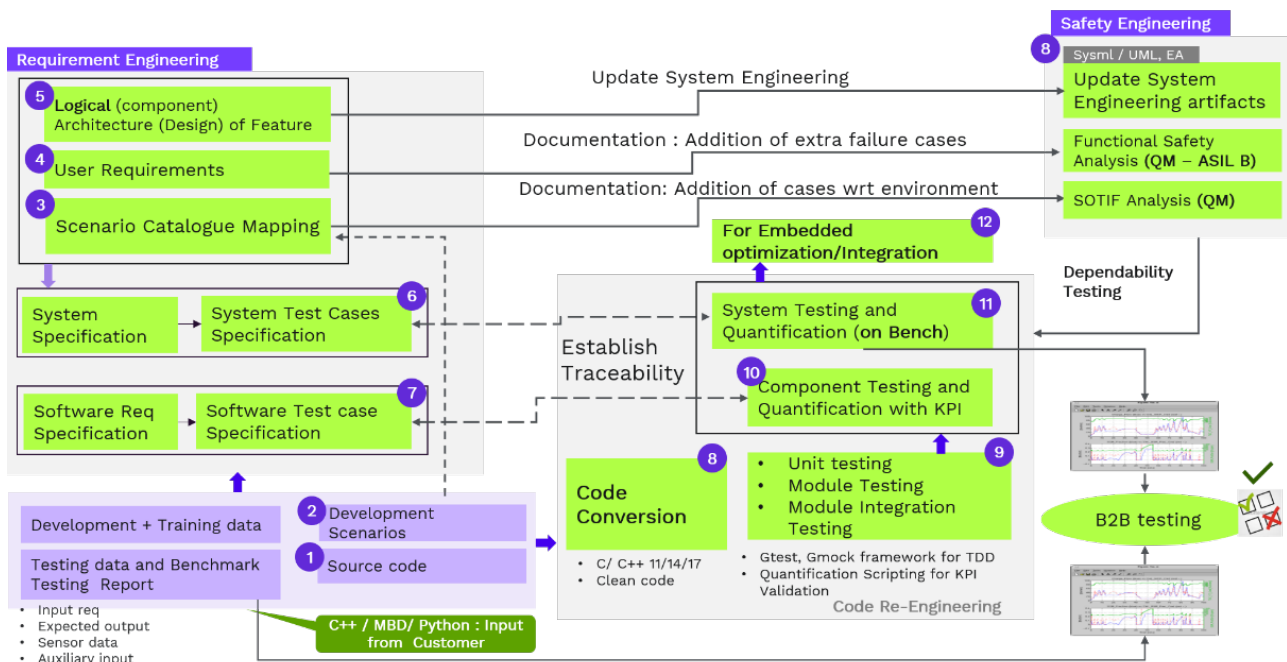 Safety Engineering
Requirement Engineering
8
Sysml / UML, EA
Update System
Engineering artifacts
Update System Engineering
5
Logical (component)
Architecture (Design) of Feature
Documentation : Addition of extra failure cases
Functional Safety
Analysis (QM – ASIL B)
4
User Requirements
Documentation: Addition of cases wrt environment
SOTIF Analysis (QM)
3
Scenario Catalogue Mapping
12
For Embedded
optimization/Integration
Dependability
Testing
6
System
Specification
System Test Cases
Specification
11
System Testing and
Quantification (on Bench)
Establish
Traceability
10
Component Testing and
Quantification with KPI
7
Software Req
Specification
Software Test case
Specification
8
Code
Conversion
• C/ C++ 11/14/17
• Clean code
9
• Unit testing
• Module Testing
• Module Integration
Testing
• Gtest, Gmock framework for TDD
• Quantification Scripting for KPI
Validation
Code Re-Engineering
B2B testing
Development + Training data
2
Development
Scenarios
Testing data and Benchmark
Testing Report
1
Source code
• Input req
• Expected output
• Sensor data
• Auxiliary input
C++ / MBD/ Python : Input
from Customer